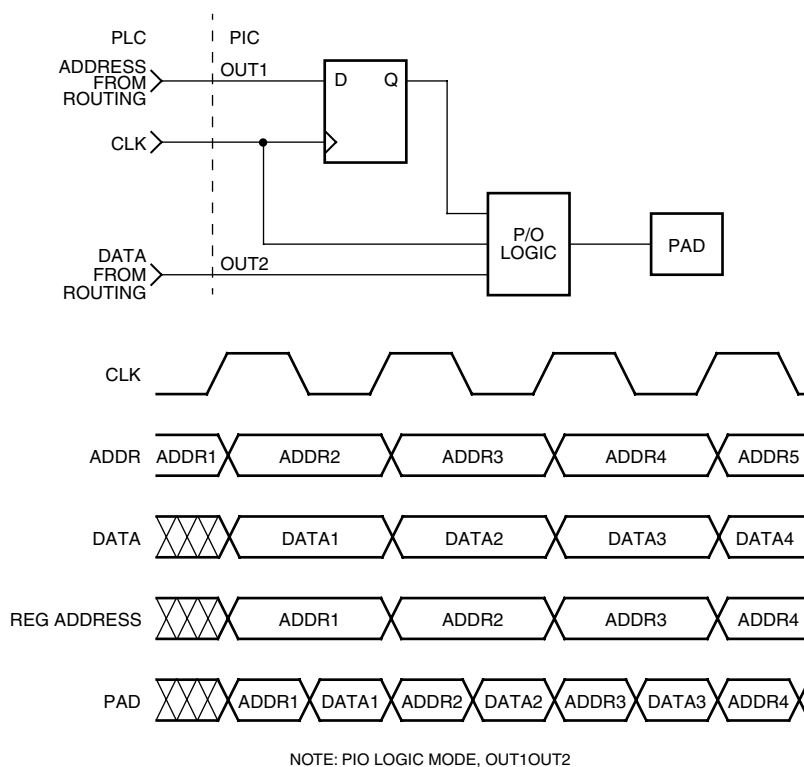 PLC PIC
ADDRESS
FROM
ROUTING
OUT1
D Q
CLK
P/O
LOGIC
PAD
DATA
FROM
ROUTING
OUT2
CLK
ADDR ADDR1 ADDR2 ADDR3 ADDR4 ADDR5
DATA DATA1 DATA2 DATA3 DATA4
REG ADDRESS ADDR1 ADDR2 ADDR3 ADDR4
PAD ADDR1 DATA1 ADDR2 DATA2 ADDR3 DATA3 ADDR4
NOTE: PIO LOGIC MODE, OUT1OUT2